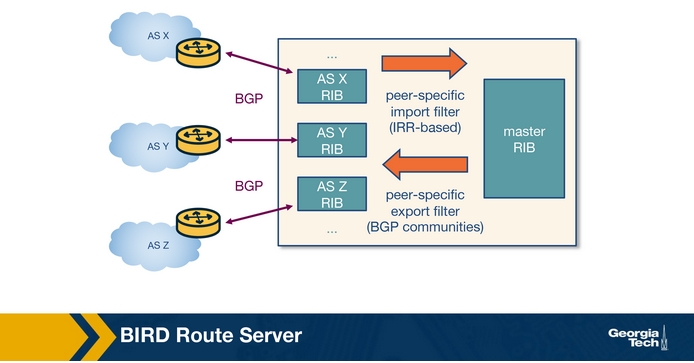 AS X
AS Y
AS Z
BGP
BGP
...
AS X
RIB
AS Y
RIB
AS Z
RIB
...
peer-specific
import filter
(IRR-based)
peer-specific
export filter
(BGP communities)
master
RIB
BIRD Route Server
Georgia
Tech